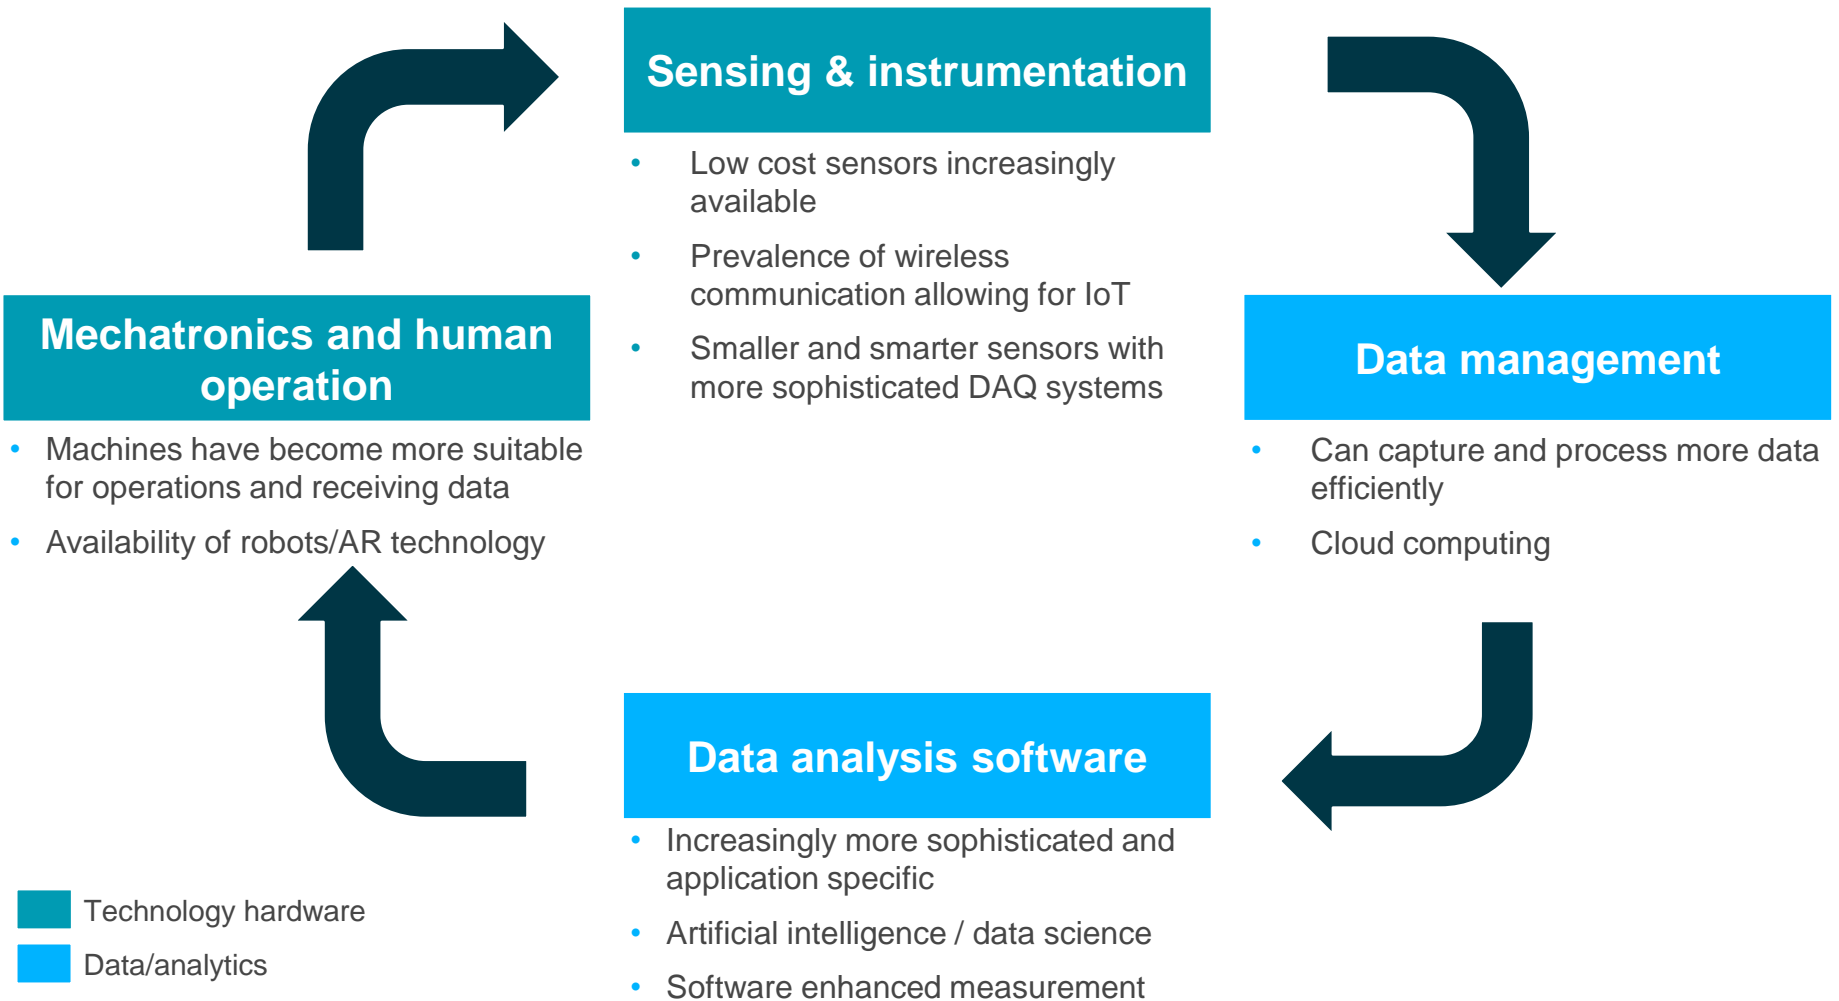 Sensing & instrumentation
• Low cost sensors increasingly
available
• Prevalence of wireless
communication allowing for IoT
• Smaller and smarter sensors with
more sophisticated DAQ systems
Mechatronics and human
operation
• Machines have become more suitable
for operations and receiving data
• Availability of robots/AR technology
Data management
• Can capture and process more data
efficiently
• Cloud computing
Data analysis software
• Increasingly more sophisticated and
application specific
• Artificial intelligence / data science
• Software enhanced measurement
Technology hardware
Data/analytics